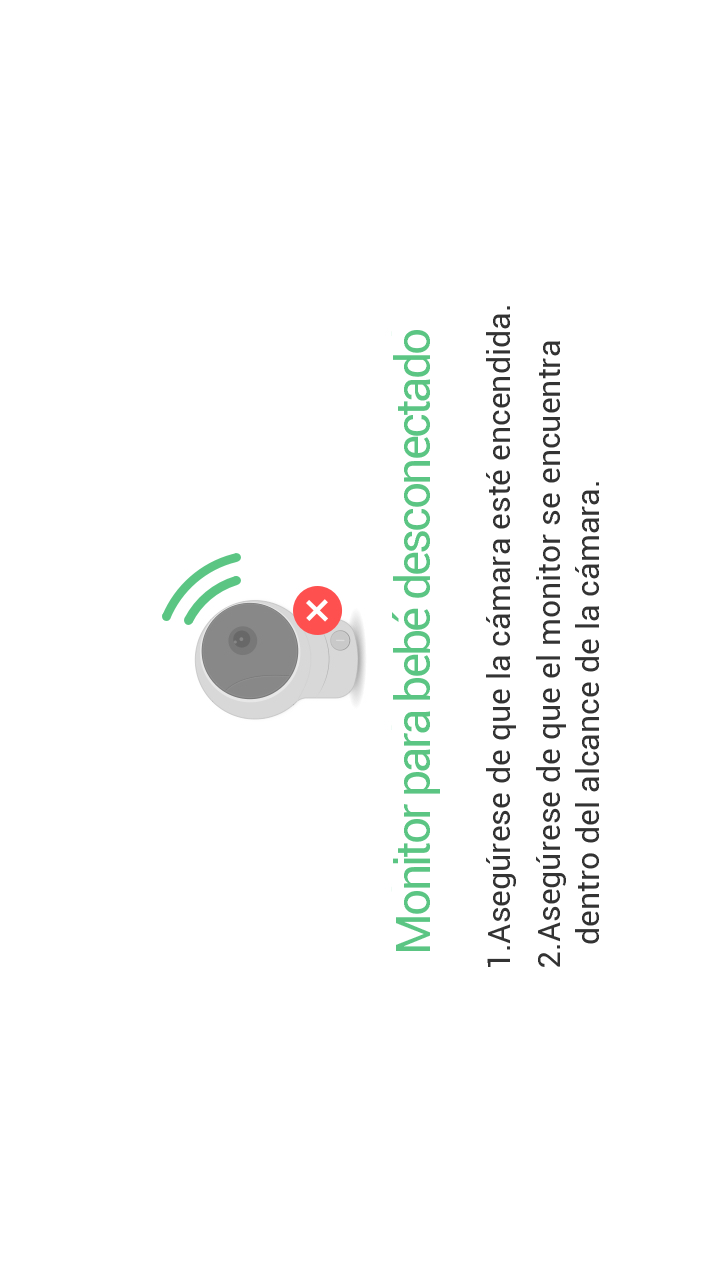 Monitor para bebé desconectado
1.Asegúrese de que la cámara esté encendida.
2.Asegúrese de que el monitor se encuentra
dentro del alcance de la cámara.